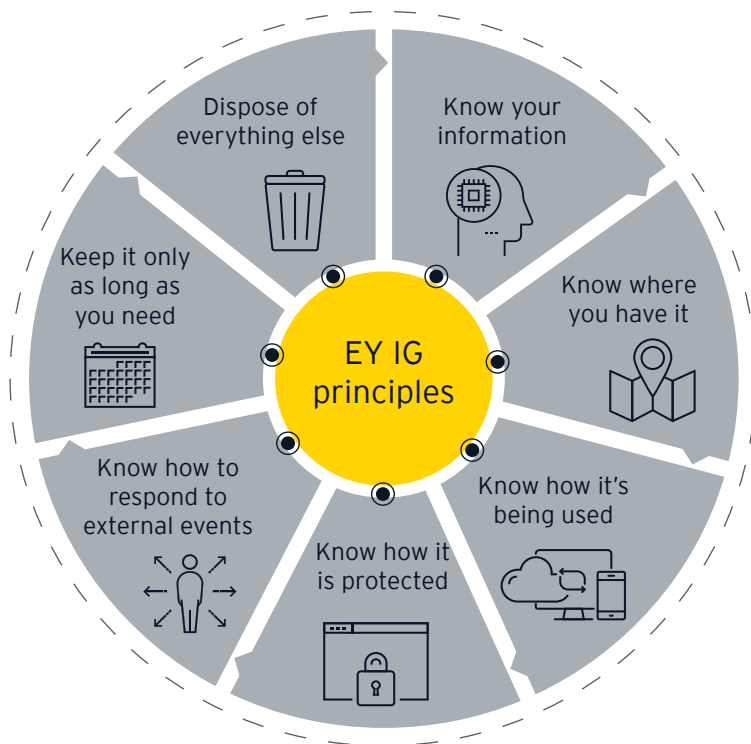 EY IG
principles
Know your
information
Know where
you have it
Know how it's
being used
Know how it
is protected
Know how to
respond to
external events
Keep it only
as long as
you need
Dispose of
everything else